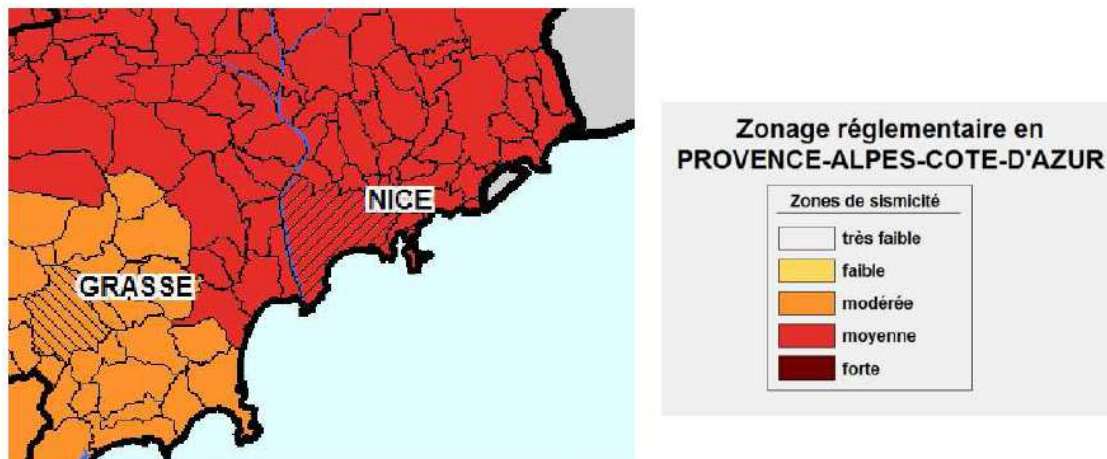 NICE
GRASSE
Zonage réglementaire en
PROVENCE-ALPES-COTE-D'AZUR
Zones de sismicité
très faible
faible
modérée
moyenne
forte